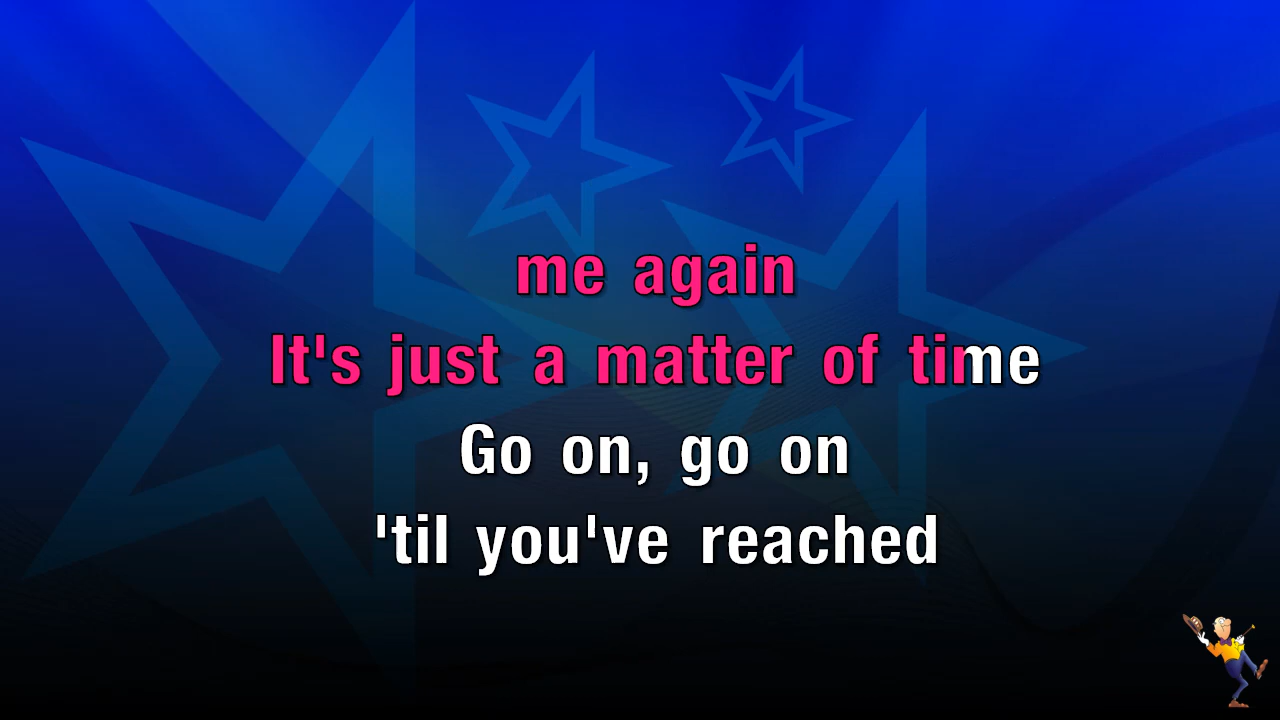 me again
It's just a matter of time
Go on, go on
'til you've reached